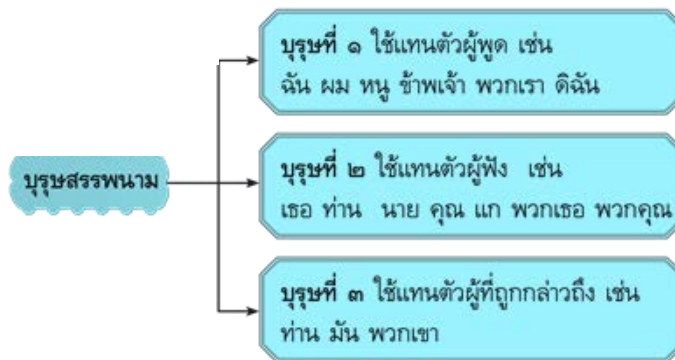 บุรุษสรรพนาม
บุรุษที่ ๑ ใช้แทนตัวผู้พูด เช่น
ฉัน ผม หนู ข้าพเจ้า พวกเรา ดิฉัน
บุรุษที่ ๒ ใช้แทนตัวผู้ฟัง เช่น
เธอ ท่าน นาย คุณ แก พวกเธอ พวกคุณ
บุรุษที่ ๓ ใช้แทนตัวผู้ที่ถูกกล่าวถึง เช่น
ท่าน มัน พวกเขา